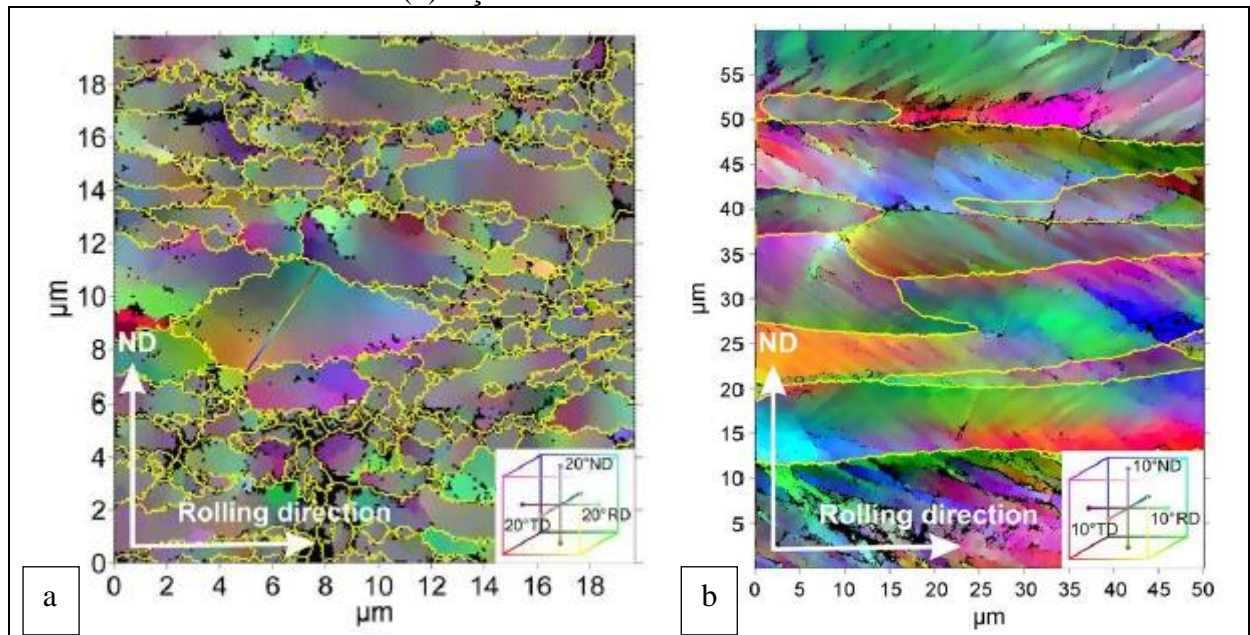 18
16
14
12
10
8
6
4
2
0
µm
ND
Rolling direction
20°ND
20°TD
20°RD
0 2 4 6 8 10 12 14 16 18
µm
a
55
50
45
40
35
30
25
20
15
10
5
µm
ND
Rolling direction
10°ND
10°TD
10°RD
0 5 10 15 20 25 30 35 40 45 50
µm
b